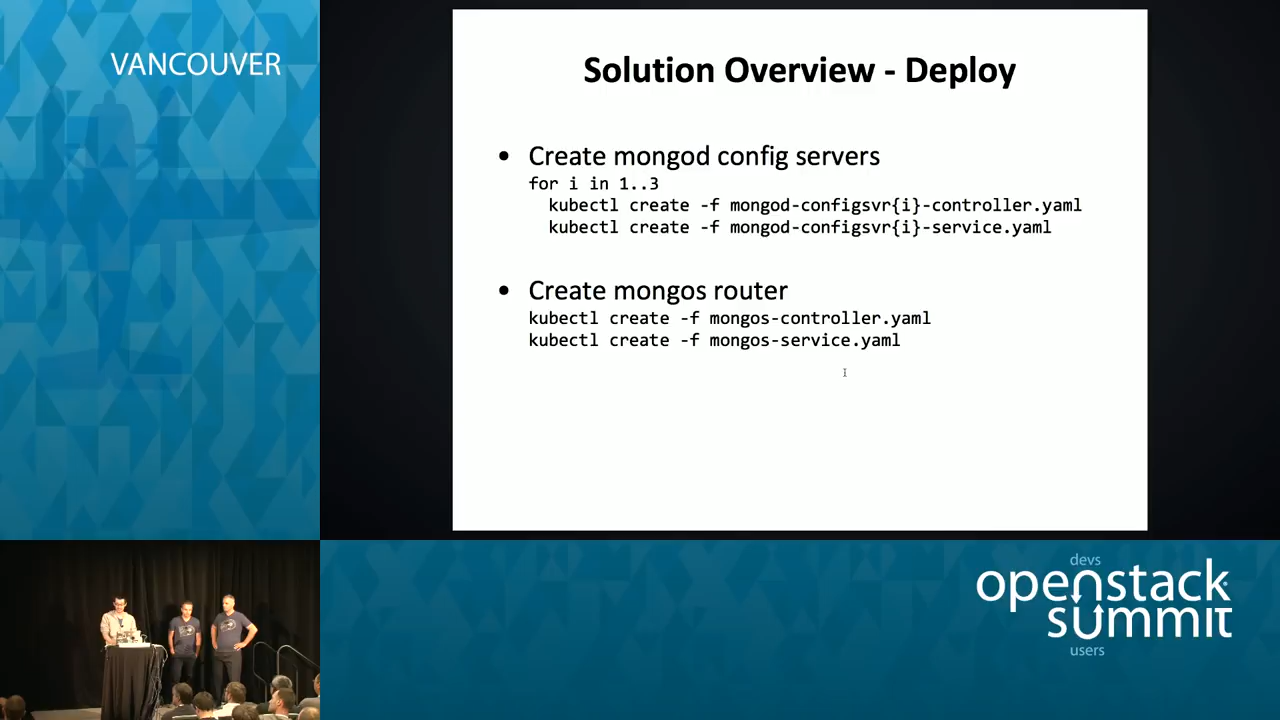 VANCOUVER
Solution Overview - Deploy
• Create mongod config servers
for i in 1..3
kubectl create -f mongod-configsvr{i}-controller.yaml
kubectl create -f mongod-configsvr{i}-service.yaml
• Create mongos router
kubectl create -f mongos-controller.yaml
kubectl create -f mongos-service.yaml
devs
openstack
summit
users